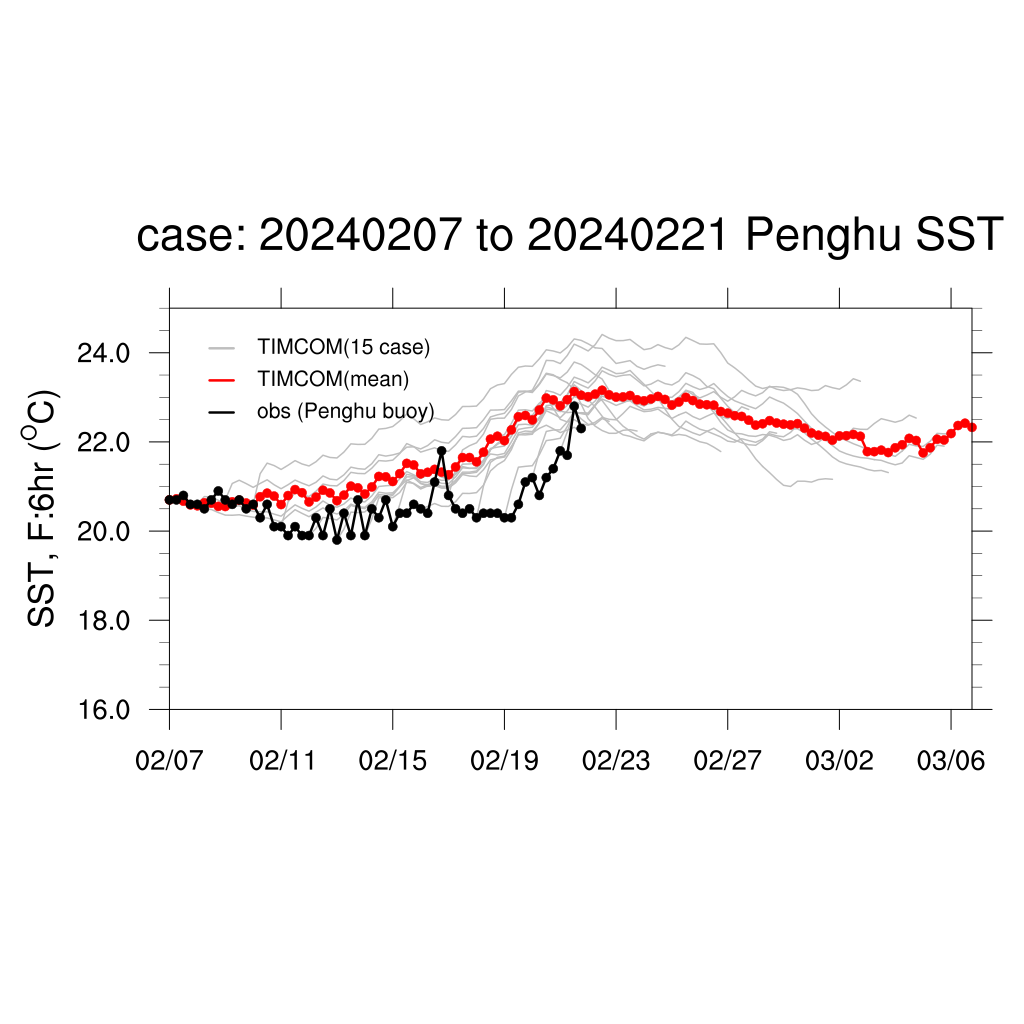 case: 20240207 to 20240221 Penghu SST
TIMCOM(15 case)
TIMCOM(mean)
obs (Penghu buoy)
SST, F:6hr (°C)
24.0
22.0
20.0
18.0
16.0
02/07 02/11 02/15 02/19 02/23 02/27 03/02 03/06